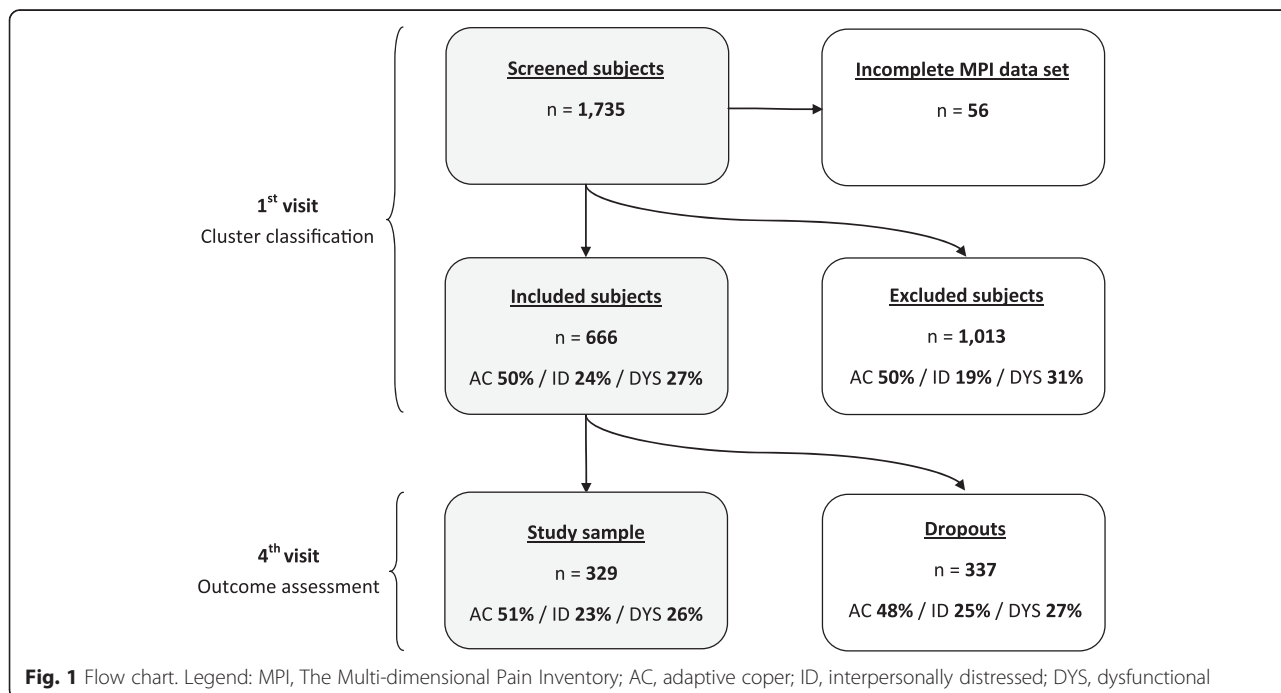 Screened subjects
n = 1,735
Incomplete MPI data set
n = 56
1st visit
Cluster classification
Included subjects
n = 666
AC 50% / ID 24% / DYS 27%
Excluded subjects
n = 1,013
AC 50% / ID 19% / DYS 31%
4th visit
Outcome assessment
Study sample
n = 329
AC 51% / ID 23% / DYS 26%
Dropouts
n = 337
AC 48% / ID 25% / DYS 27%
Fig. 1 Flow chart. Legend: MPI, The Multi-dimensional Pain Inventory; AC, adaptive coper; ID, interpersonally distressed; DYS, dysfunctional